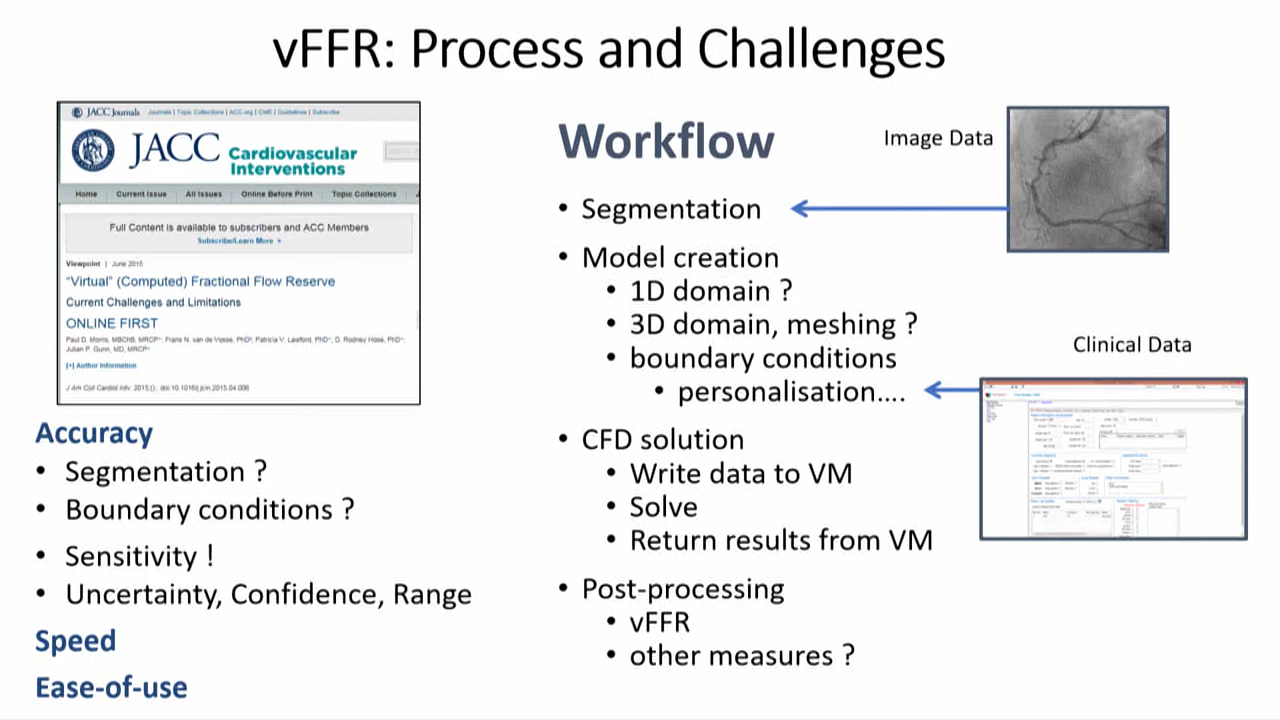 vFFR: Process and Challenges
JACC Journals Journals | Topic Collections | ACC.org | CME | Guidelines | Subscribe
JACC Cardiovascular
Interventions
Home Current Issue All Issues Online Before Print Topic Collections
Full Content is available to subscribers and ACC Members
Subscribe/Learn More
Viewpoint | June 2015
"Virtual" (Computed) Fractional Flow Reserve
Current Challenges and Limitations
ONLINE FIRST
Paul D. Morris, MBChB, MRCP; Frans N. van de Vosse, PhD; Patricia V. Lawford, PhD; D. Rodney Hose, PhD;
Julian P. Gunn, MD, MRCP
[+] Author Information
J Am Coll Cardiol Intv. 2015;(): doi:10.1016/j.jcin.2015.04.006
Accuracy
• Segmentation ?
• Boundary conditions ?
• Sensitivity !
• Uncertainty, Confidence, Range
Speed
Ease-of-use
Workflow
• Segmentation
• Model creation
• 1D domain ?
• 3D domain, meshing ?
• boundary conditions
• personalisation....
• CFD solution
• Write data to VM
• Solve
• Return results from VM
• Post-processing
• vFFR
• other measures ?
Image Data
Clinical Data